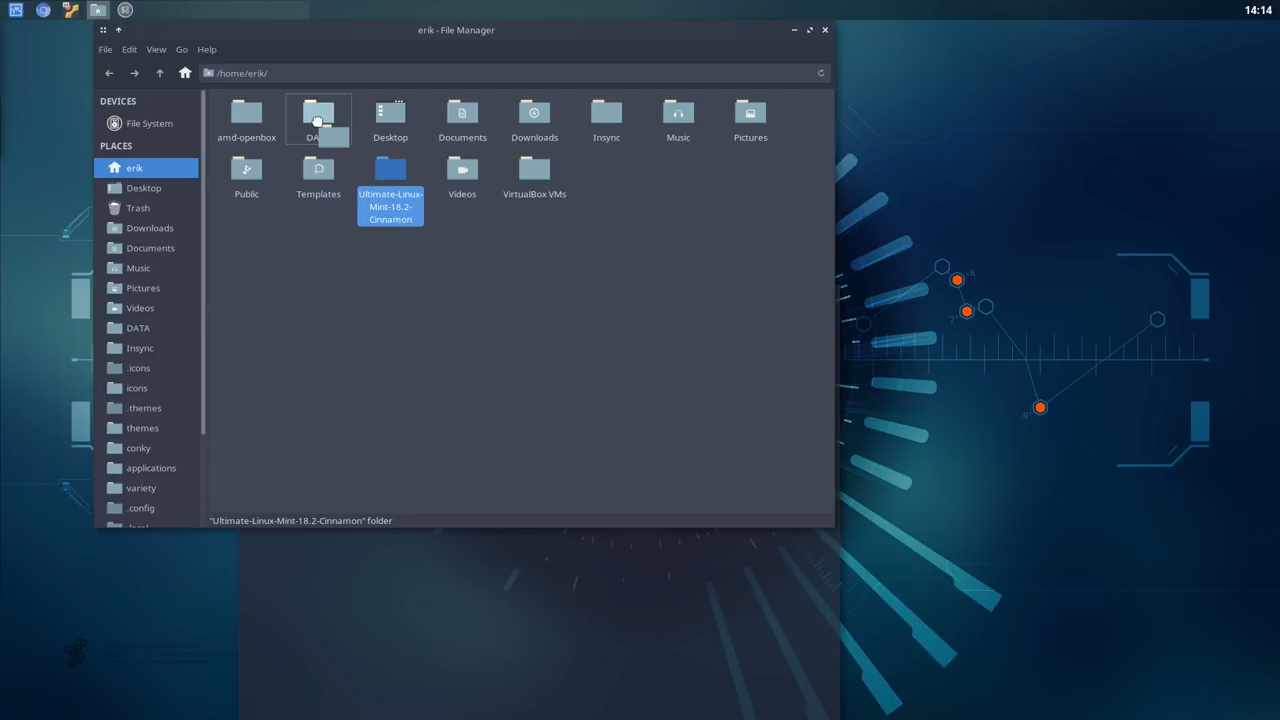 14:14
erik - File Manager
File Edit View Go Help
/home/erik/
DEVICES
File System
PLACES
erik
Desktop
Trash
Downloads
Documents
Music
Pictures
Videos
DATA
Insync
.icons
icons
.themes
themes
conky
applications
variety
.config
amd-openbox
Desktop
Documents
Downloads
Insync
Music
Pictures
Public
Templates
Ultimate-Linux-
Mint-18.2-
Cinnamon
Videos
VirtualBox VMs
"Ultimate-Linux-Mint-18.2-Cinnamon" folder